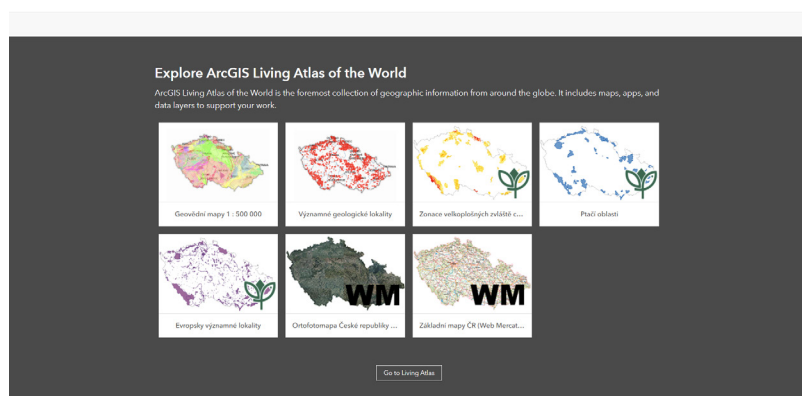 Explore ArcGIS Living Atlas of the World
ArcGIS Living Atlas of the World is the foremost collection of geographic information from around the globe. It includes maps, apps, and
data layers to support your work.
Geovědní mapy 1 : 500 000
Významné geologické lokality
Zonace velkoplošných zvláště c...
Ptačí oblasti
WM
WM
Evropsky významné lokality
Ortofotomapa České republiky ...
Základní mapy ČR (Web Mercat...
Go to Living Atlas